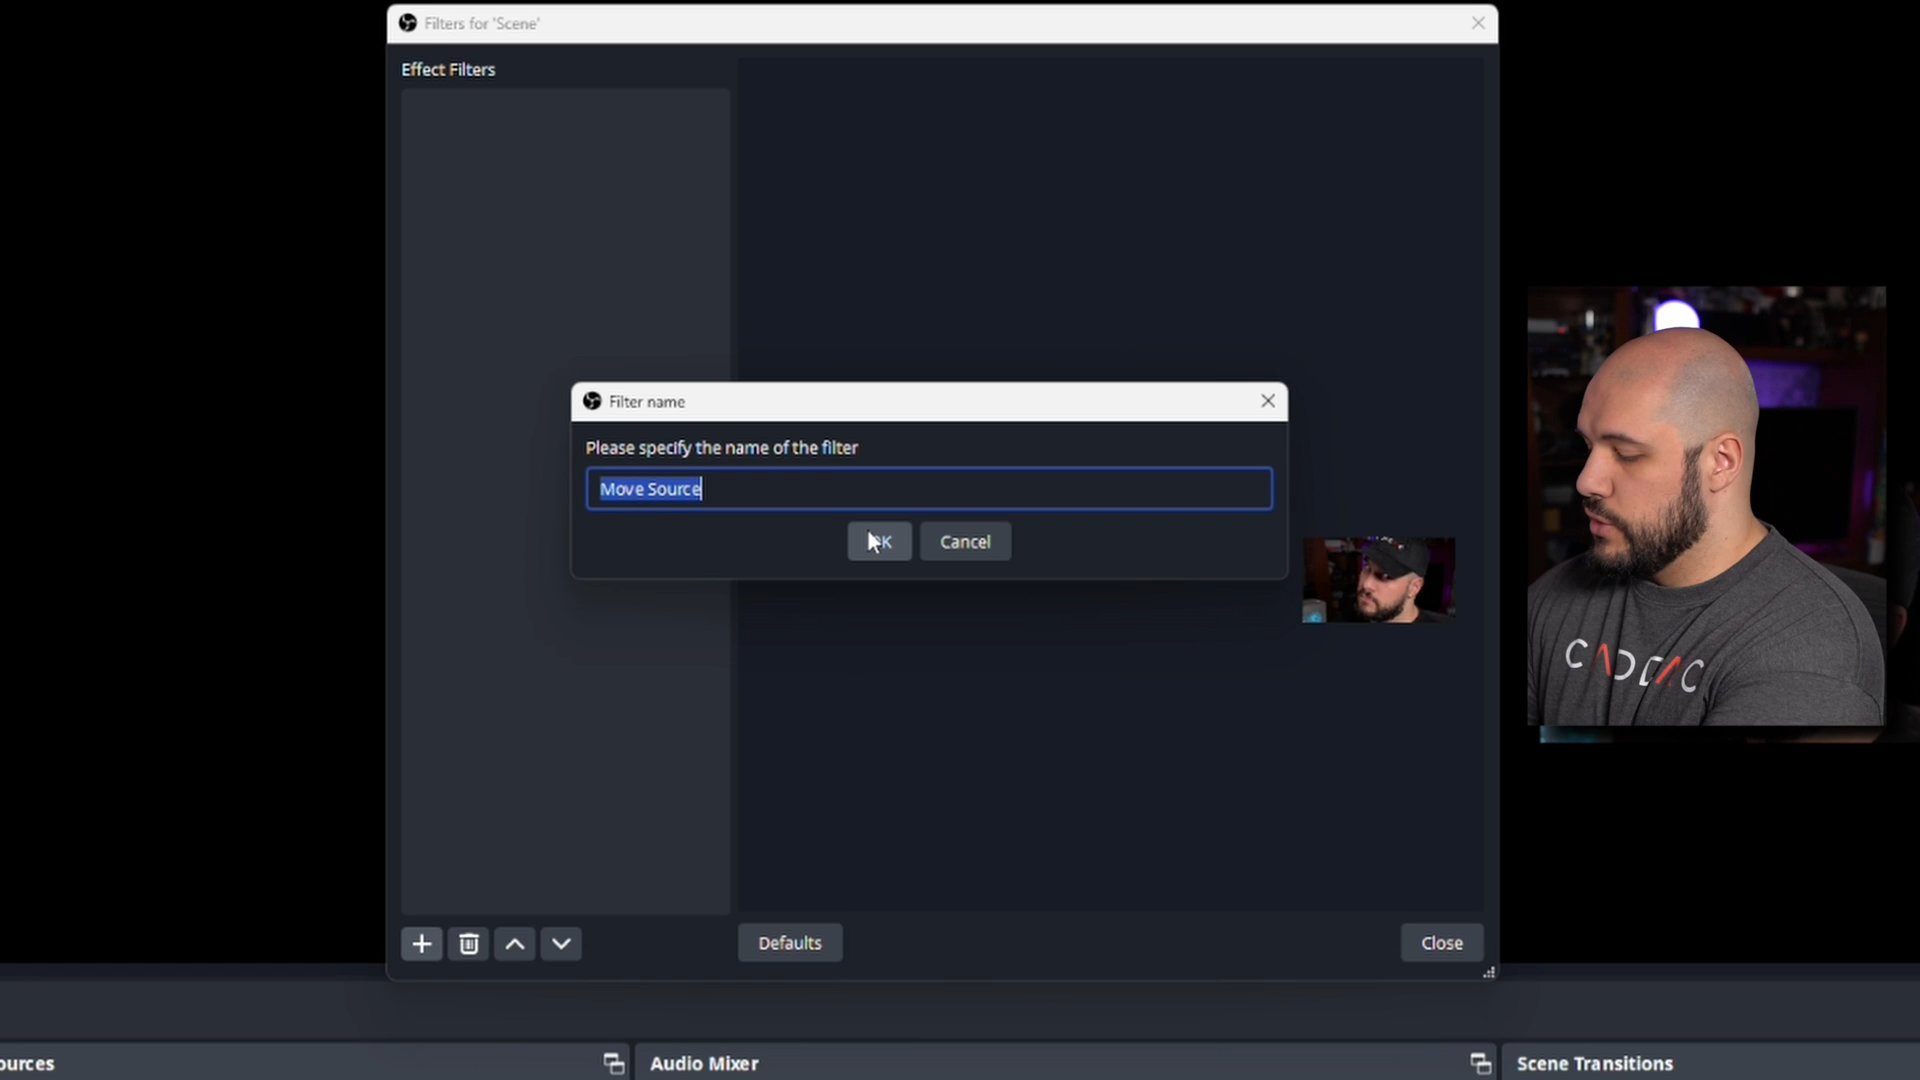 Filters for 'Scene'
Effect Filters
Filter name
Please specify the name of the filter
Move Source
Cancel
Defaults
Close
Audio Mixer
Scene Transitions